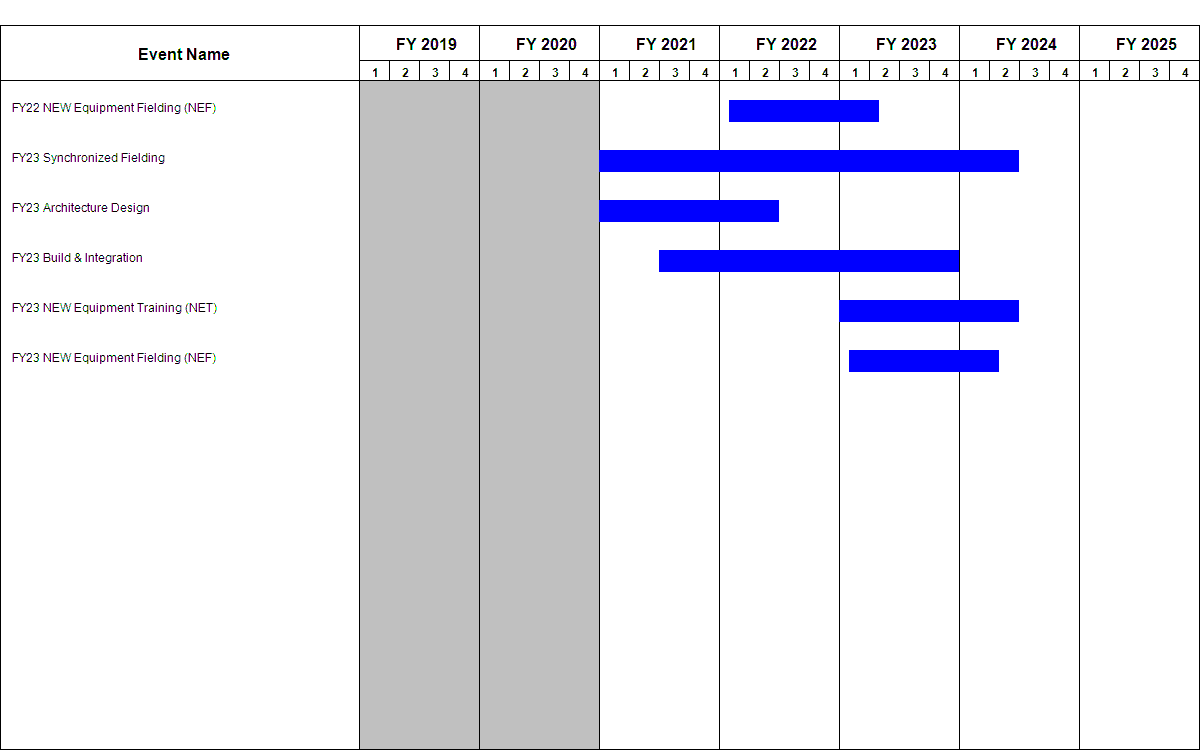 Event Name FY 2019 FY 2020 FY 2021 FY 2022 FY 2023 FY 2024 FY 2025
1 2 3 4 1 2 3 4 1 2 3 4 1 2 3 4 1 2 3 4 1 2 3 4 1 2 3 4
FY22 NEW Equipment Fielding (NEF)
FY23 Synchronized Fielding
FY23 Architecture Design
FY23 Build & Integration
FY23 NEW Equipment Training (NET)
FY23 NEW Equipment Fielding (NEF)